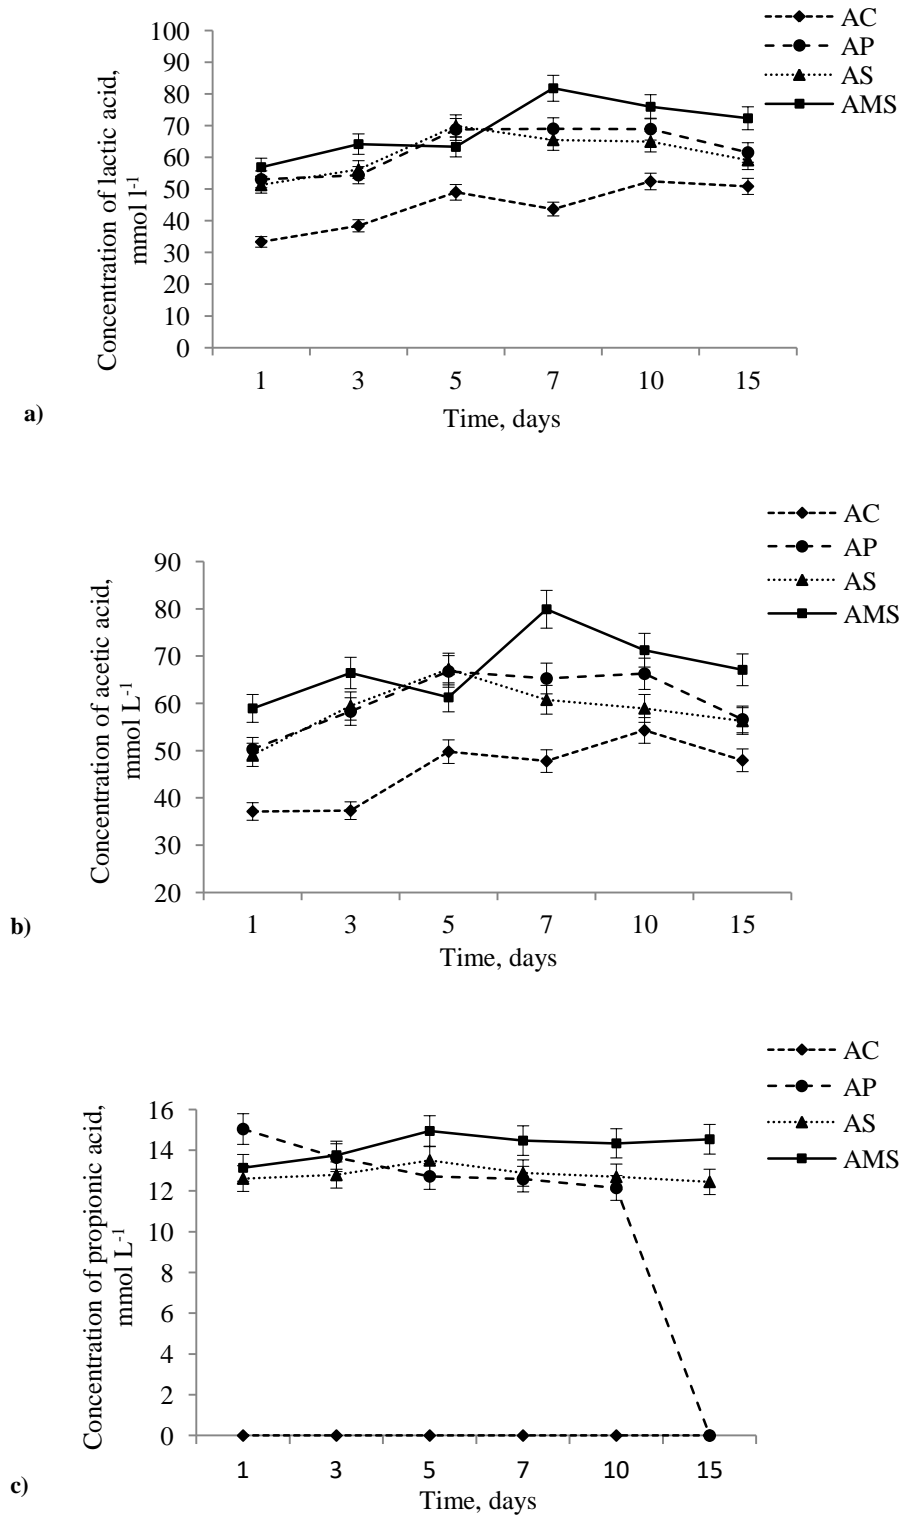 AC
AP
AS
AMS
100
90
80
70
60
50
40
30
20
10
0
Concentration of lactic acid,
mmol l-1
1 3 5 7 10 15
Time, days
a)
AC
AP
AS
AMS
90
80
70
60
50
40
30
20
Concentration of acetic acid,
mmol L-1
1 3 5 7 10 15
Time, days
b)
AC
AP
AS
AMS
16
14
12
10
8
6
4
2
0
Concentration of propionic acid,
mmol L-1
1 3 5 7 10 15
Time, days
c)